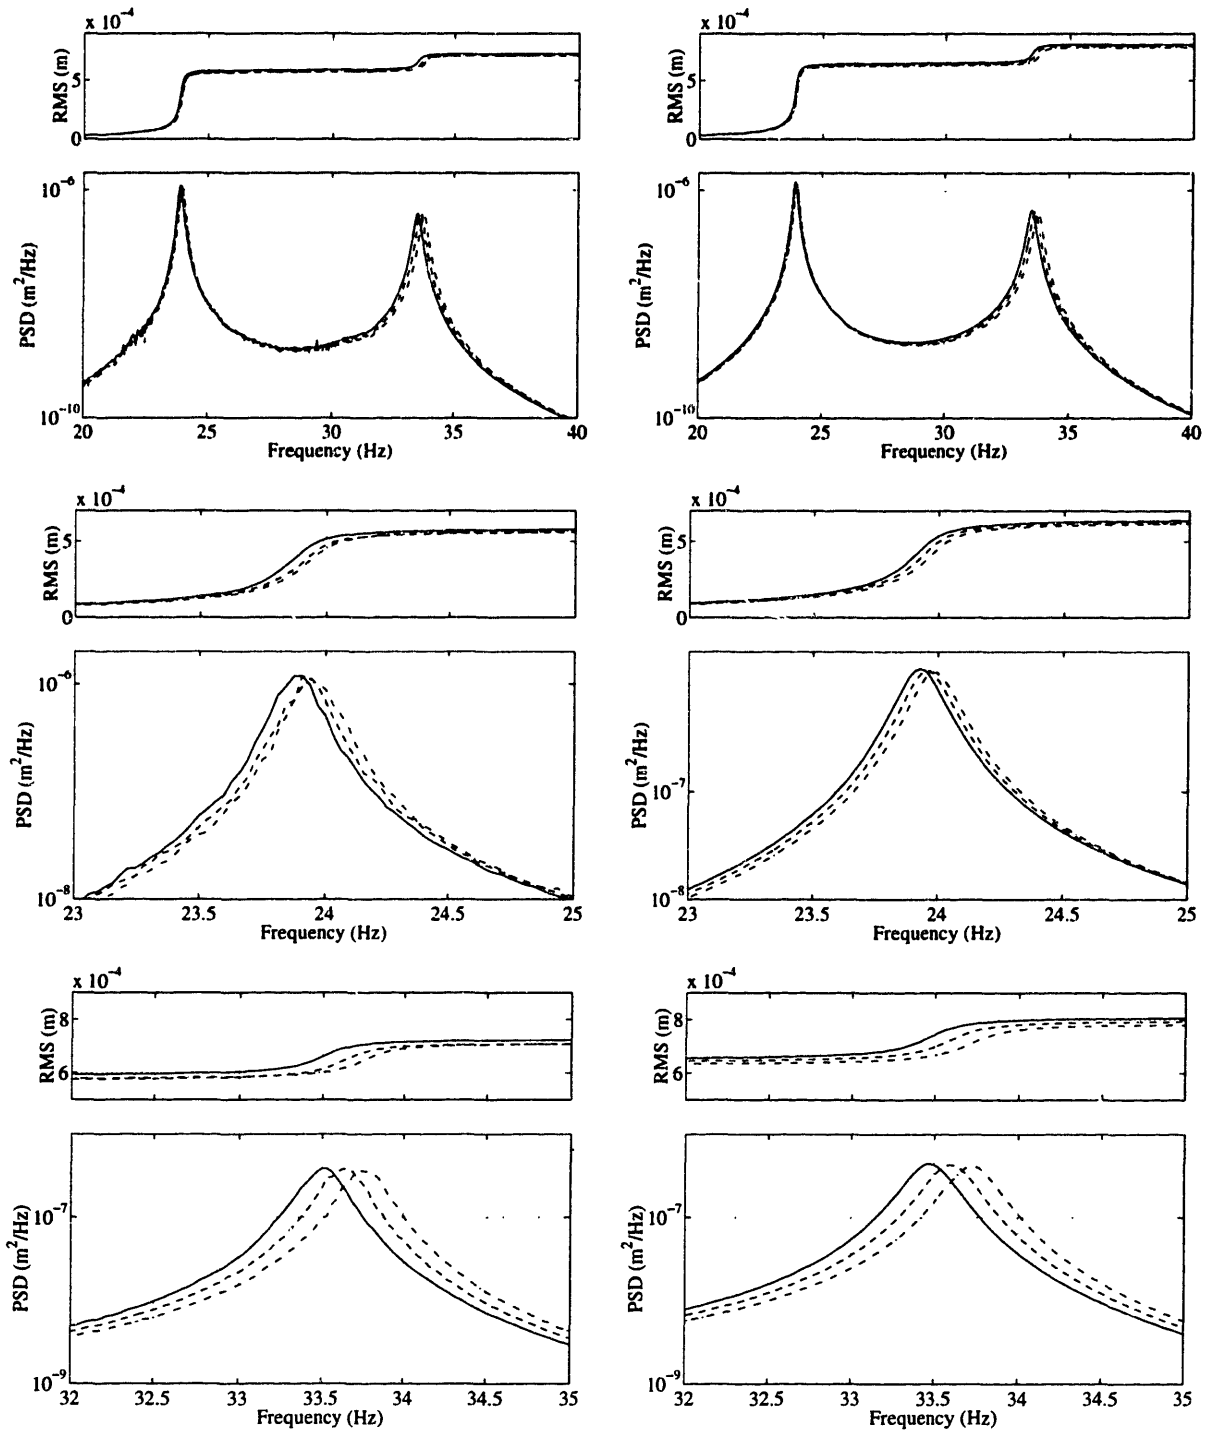 x 10⁻⁴
RMS (m)
5
0
PSD (m²/Hz)
10⁻⁶
10⁻¹⁰
20 25 30 35 40
Frequency (Hz)
x 10⁻⁴
RMS (m)
5
0
PSD (m²/Hz)
10⁻⁶
10⁻¹⁰
20 25 30 35 40
Frequency (Hz)
x 10⁻⁴
RMS (m)
5
0
PSD (m²/Hz)
10⁻⁶
10⁻⁸
23 23.5 24 24.5 25
Frequency (Hz)
x 10⁻⁴
RMS (m)
5
0
PSD (m²/Hz)
10⁻⁷
10⁻⁸
23 23.5 24 24.5 25
Frequency (Hz)
x 10⁻⁴
RMS (m)
8
6
PSD (m²/Hz)
10⁻⁷
10⁻⁹
32 32.5 33 33.5 34 34.5 35
Frequency (Hz)
x 10⁻⁴
RMS (m)
8
6
PSD (m²/Hz)
10⁻⁷
10⁻⁹
32 32.5 33 33.5 34 34.5 35
Frequency (Hz)